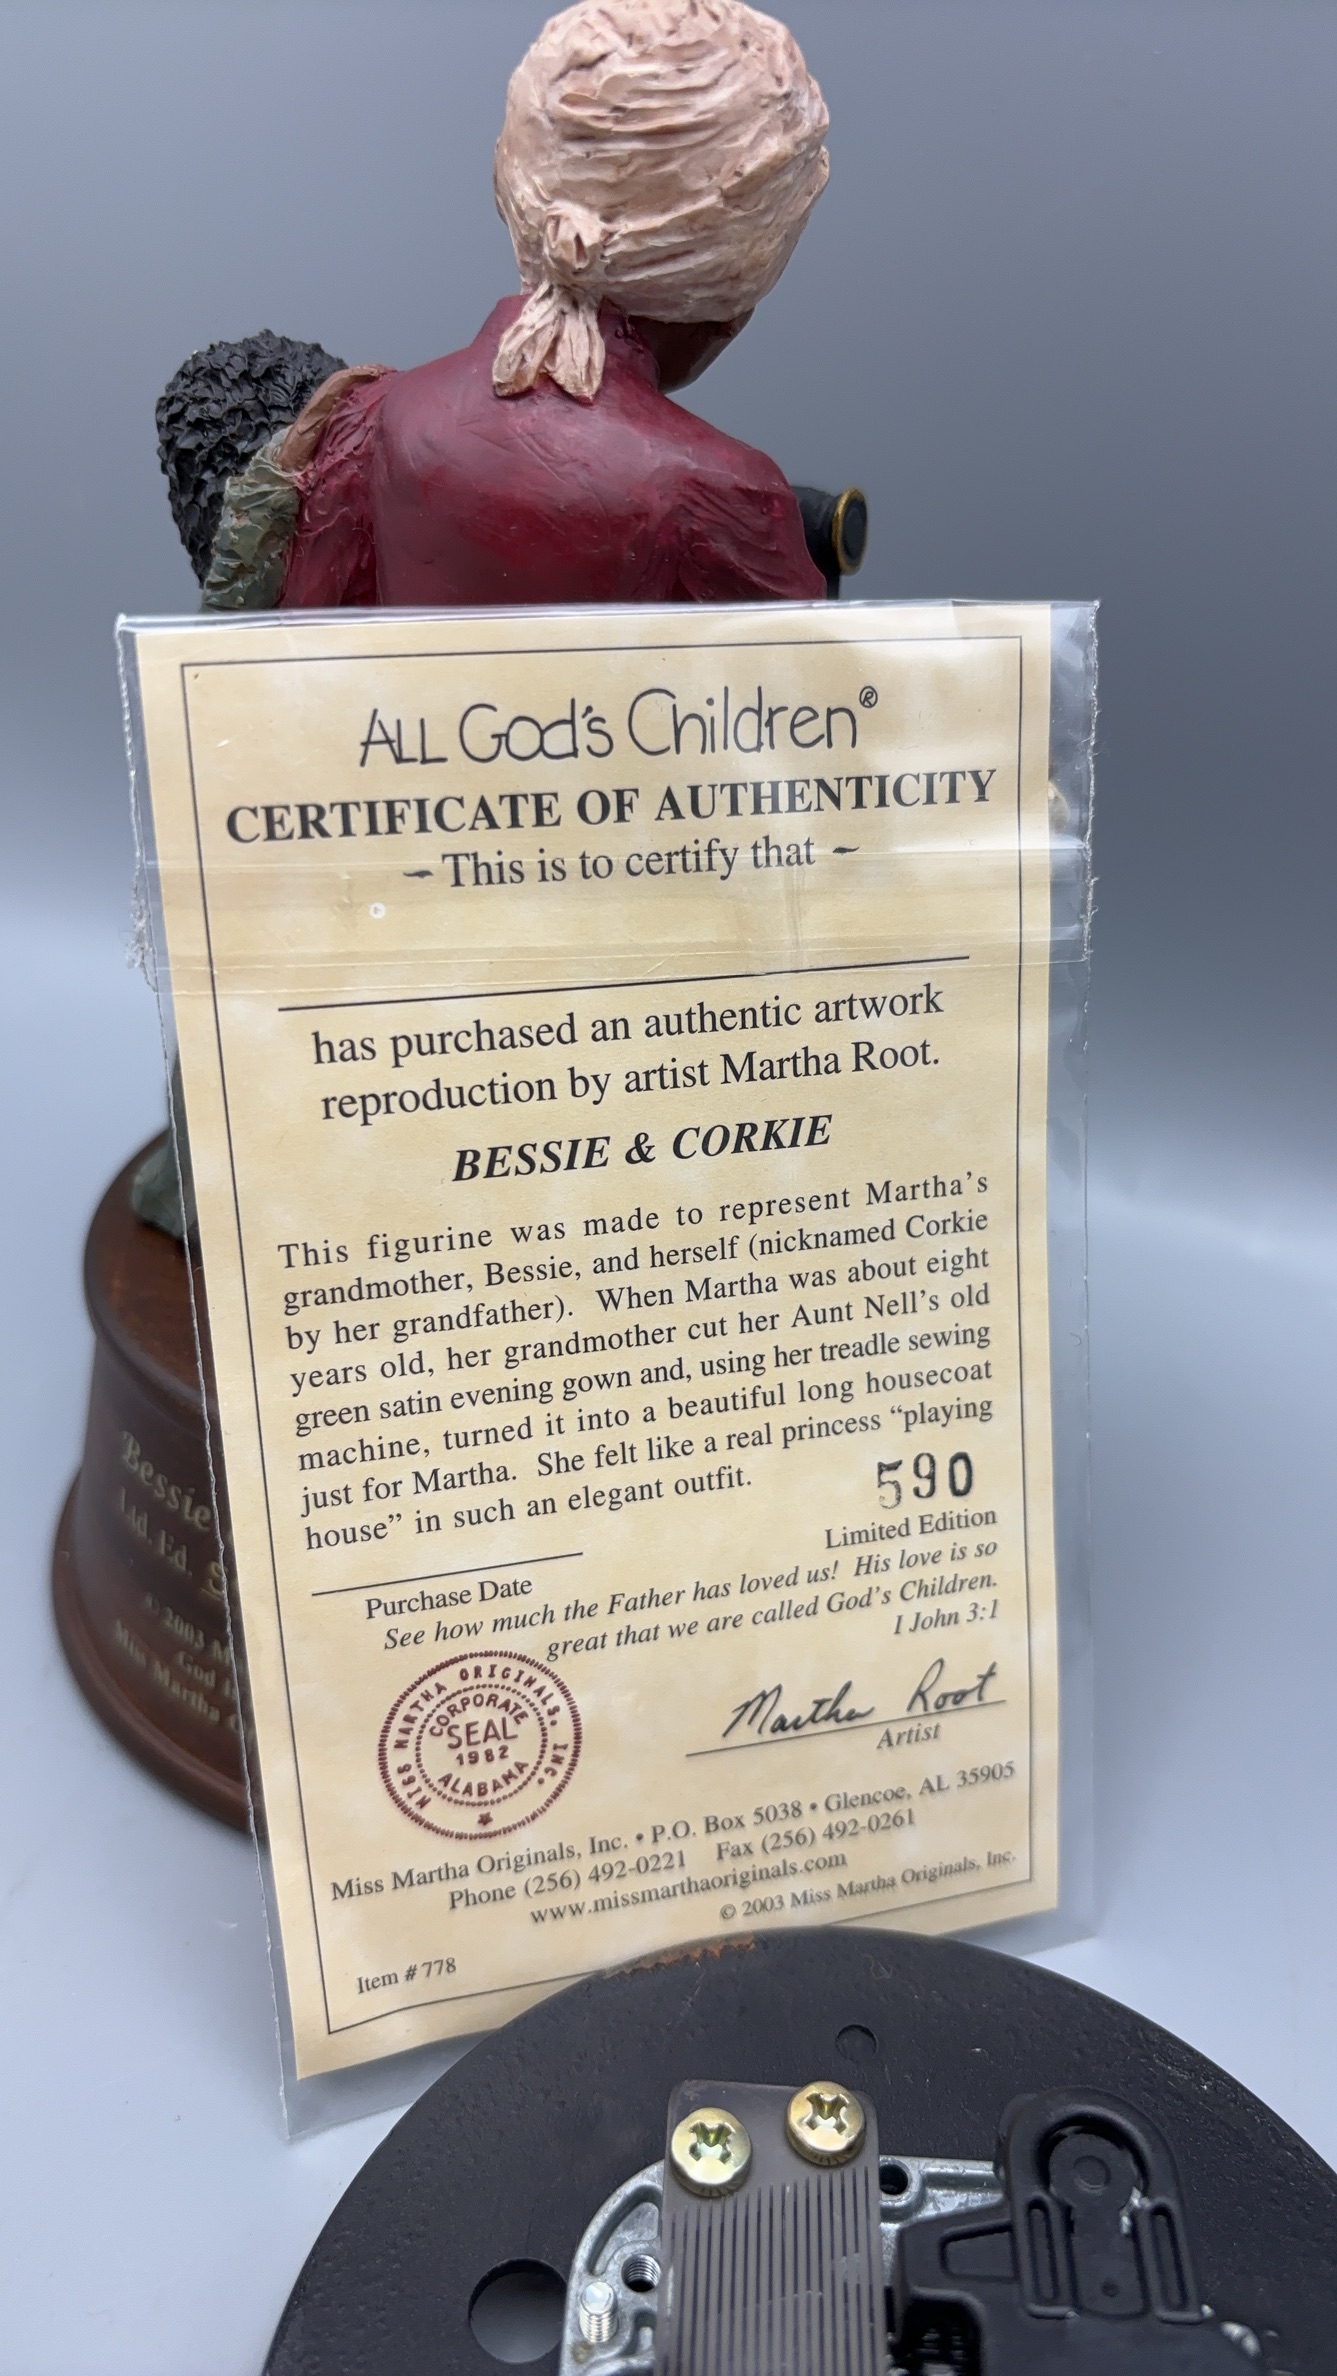 ALL God's Children®
CERTIFICATE OF AUTHENTICITY
~ This is to certify that ~
has purchased an authentic artwork
reproduction by artist Martha Root.
BESSIE & CORKIE
This figurine was made to represent Martha's
grandmother, Bessie, and herself (nicknamed Corkie
by her grandfather). When Martha was about eight
years old, her grandmother cut her Aunt Nell's old
green satin evening gown and, using her treadle sewing
machine, turned it into a beautiful long housecoat
just for Martha. She felt like a real princess “playing
house” in such an elegant outfit.
590
Limited Edition
Purchase Date
See how much the Father has loved us! His love is so
great that we are called God's Children.
I John 3:1
MISS MARTHA ORIGINALS, INC.
CORPORATE
SEAL
1982
ALABAMA
Martha Root
Artist
Miss Martha Originals, Inc. • P.O. Box 5038 • Glencoe, AL 35905
Phone (256) 492-0221 Fax (256) 492-0261
www.missmarthaoriginals.com
© 2003 Miss Martha Originals, Inc.
Item # 778
Bessie
Ltd. Ed.
© 2003 M
God I
Miss Martha